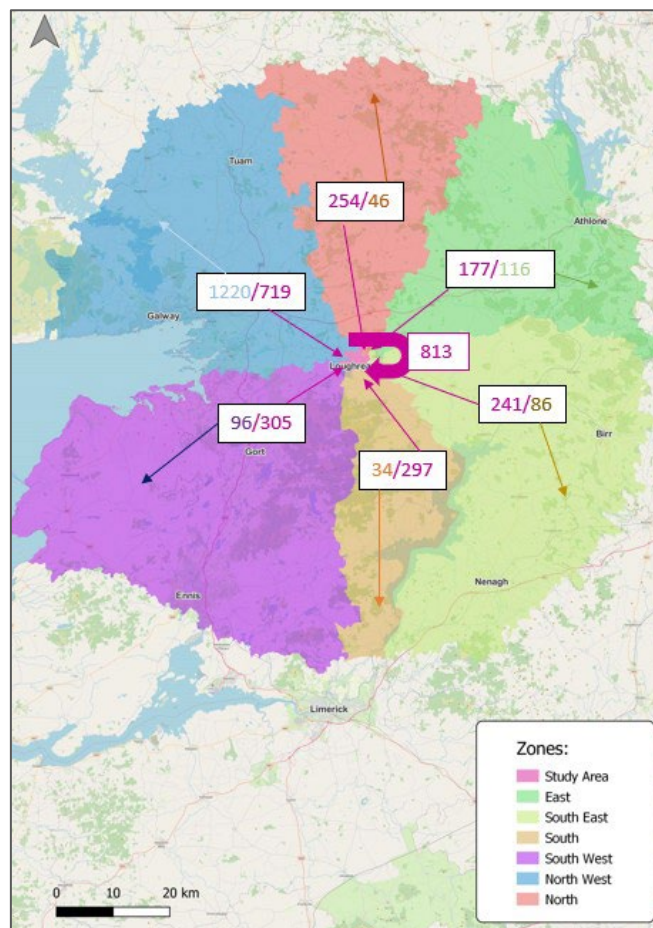 Tuam
254/46
Athlone
177/116
1220/719
Galway
813
Loughrea
241/86
96/305
Birr
Gort
34/297
Nenagh
Ennis
Limerick
Zones:
Study Area
East
South East
South
South West
North West
North
0 10 20 km